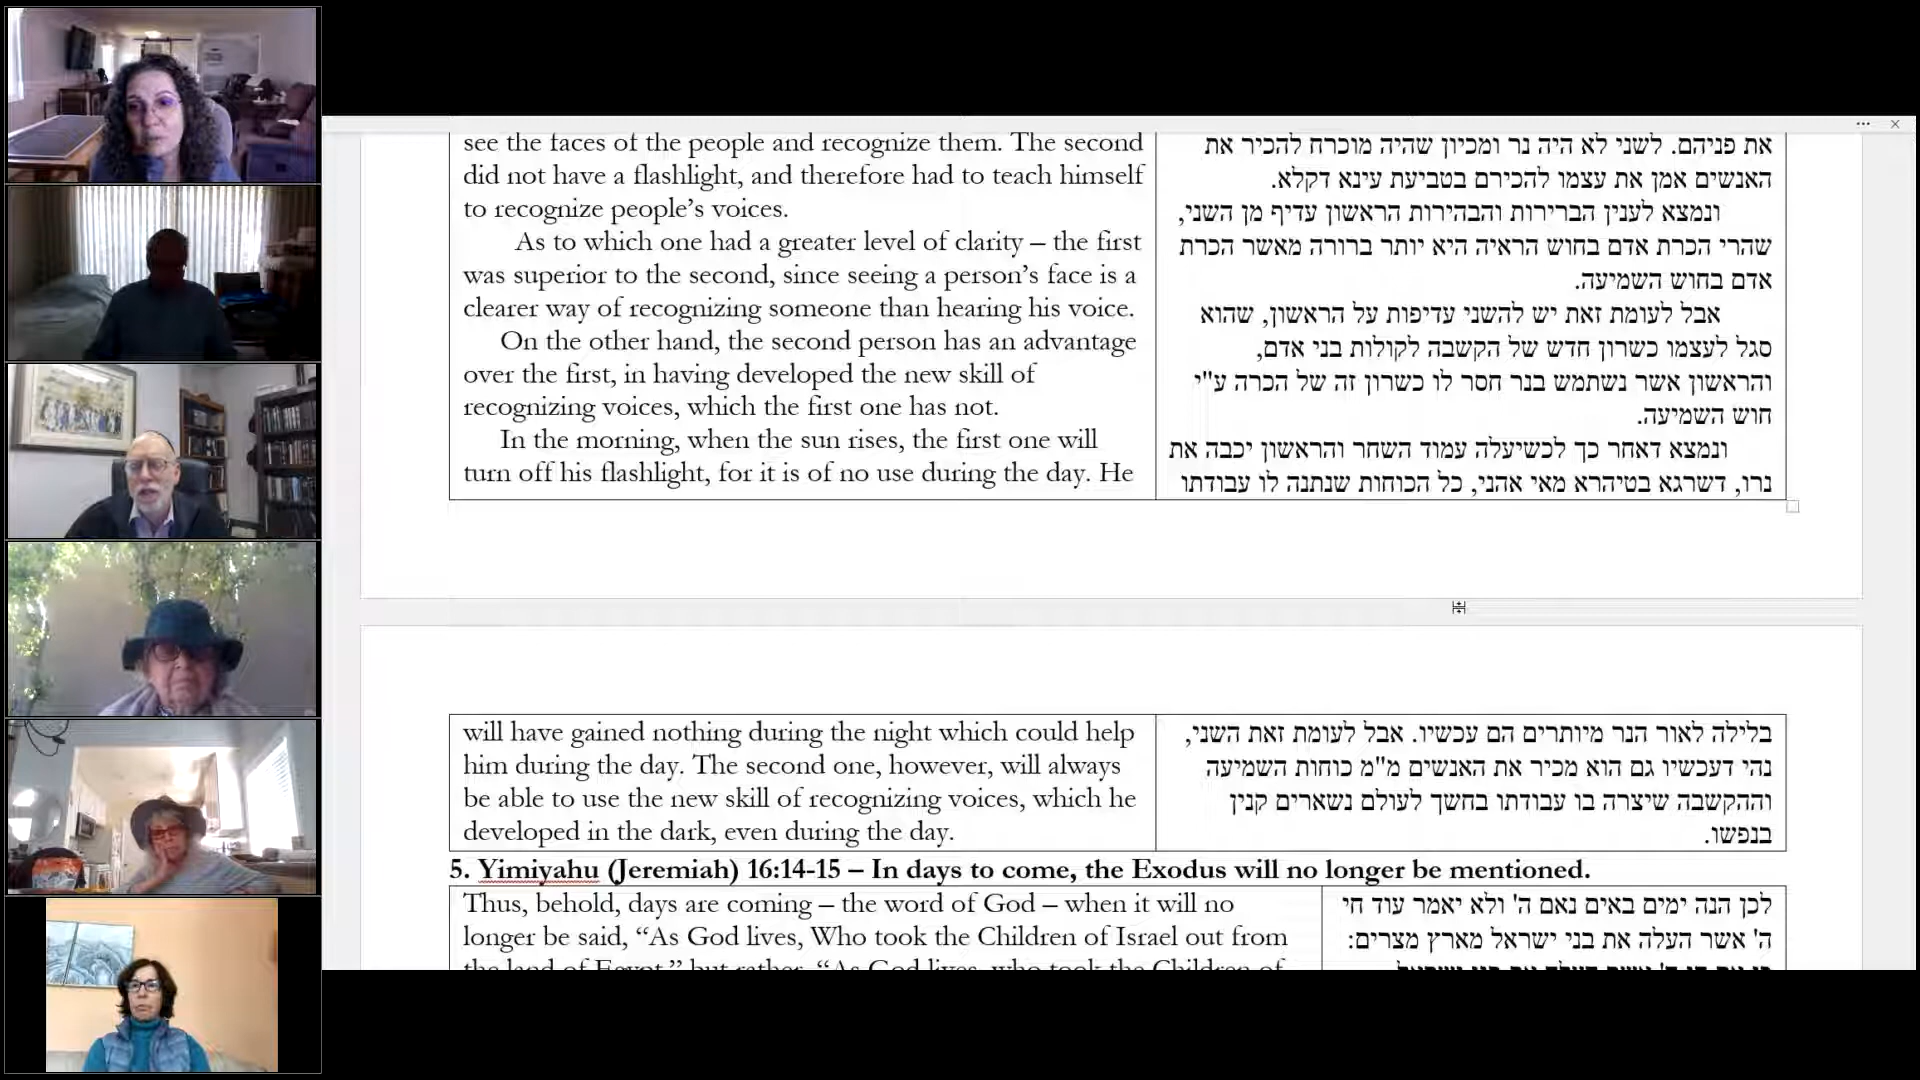 see the faces of the people and recognize them. The second
did not have a flashlight, and therefore had to teach himself
to recognize people’s voices.
As to which one had a greater level of clarity – the first
was superior to the second, since seeing a person’s face is a
clearer way of recognizing someone than hearing his voice.
On the other hand, the second person has an advantage
over the first, in having developed the new skill of
recognizing voices, which the first one has not.
In the morning, when the sun rises, the first one will
turn off his flashlight, for it is of no use during the day. He
את פניהם. לשני לא היה נר ומכיון שהיה מוכרח להכיר את
האנשים אמן את עצמו להכירם בטביעת עינא דקלא.
ונמצא לענין הברירות והבהירות הראשון עדיף מן השני,
שהרי הכרת אדם בחוש הראיה היא יותר ברורה מאשר הכרת
אדם בחוש השמיעה.
אבל לעומת זאת יש להשני עדיפות על הראשון, שהוא
סגל לעצמו כשרון חדש של הקשבה לקולות בני אדם,
והראשון אשר נשתמש בנר חסר לו כשרון זה של הכרה ע"י
חוש השמיעה.
ונמצא דאחר כך לכשיעלה עמוד השחר והראשון יכבה את
נרו, דשרגא בטיהרא מאי אהני, כל הכוחות שנתנה לו עבודתו
will have gained nothing during the night which could help
him during the day. The second one, however, will always
be able to use the new skill of recognizing voices, which he
developed in the dark, even during the day.
בלילה לאור הנר מיותרים הם עכשיו. אבל לעומת זאת השני,
נהי דעכשיו גם הוא מכיר את האנשים מ"מ כוחות השמיעה
וההקשבה שיצרה בו עבודתו בחשך לעולם נשארים קנין
בנפשו.
5. Yimiyahu (Jeremiah) 16:14-15 – In days to come, the Exodus will no longer be mentioned.
Thus, behold, days are coming – the word of God – when it will no
longer be said, “As God lives, Who took the Children of Israel out from
the land of Egypt,” but rather, “As God lives, who took the Children of
לכן הנה ימים באים נאם ה' ולא יאמר עוד חי
ה' אשר העלה את בני ישראל מארץ מצרים: